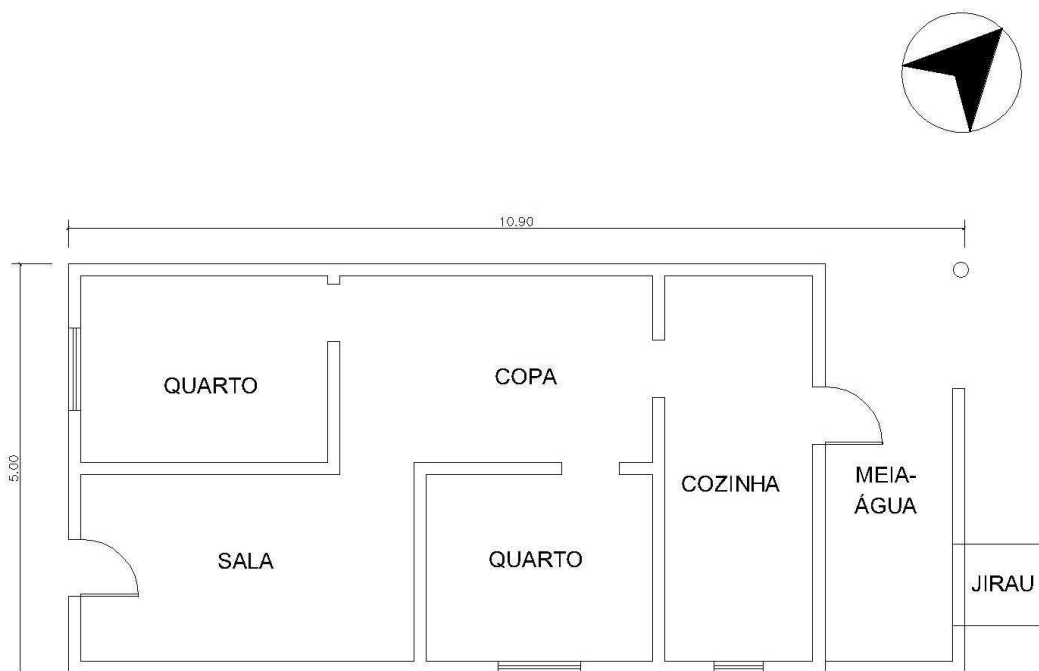 10.90
5.00
QUARTO
COPA
COZINHA
MEIA-
ÁGUA
SALA
QUARTO
JIRAU